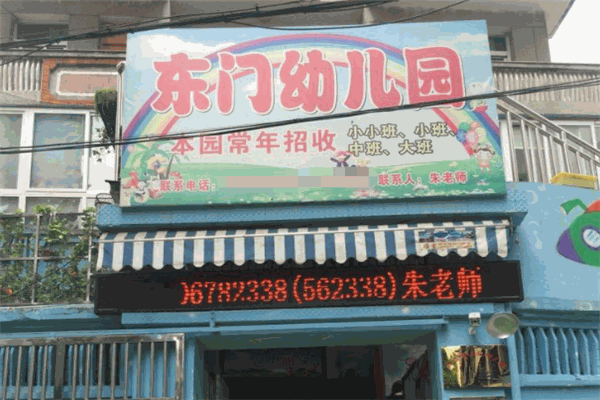 东门幼儿园
本园常年招收
小小班、小班、
中班、大班
联系电话:
联系人:朱老师
06782338(562338)朱老师